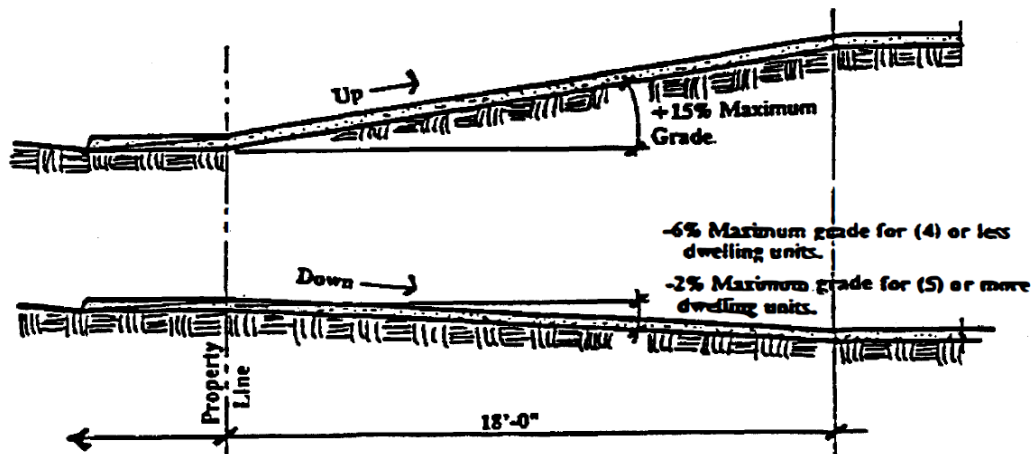 Up
+15% Maximum
Grade.
-6% Maximum grade for (4) or less
dwelling units.
Down
-2% Maximum grade for (5) or more
dwelling units.
Property
Line
18'-0"